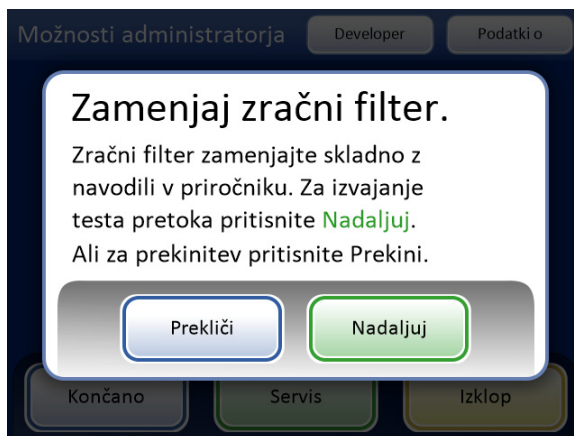 Možnosti administratorja Developer Podatki o
Zamenjaj zračni filter.
Zračni filter zamenjajte skladno z
navodili v priročniku. Za izvajanje
testa pretoka pritisnite Nadaljuj.
Ali za prekinitev pritisnite Prekini.
Prekliči Nadaljuj
Končano Servis Izklop